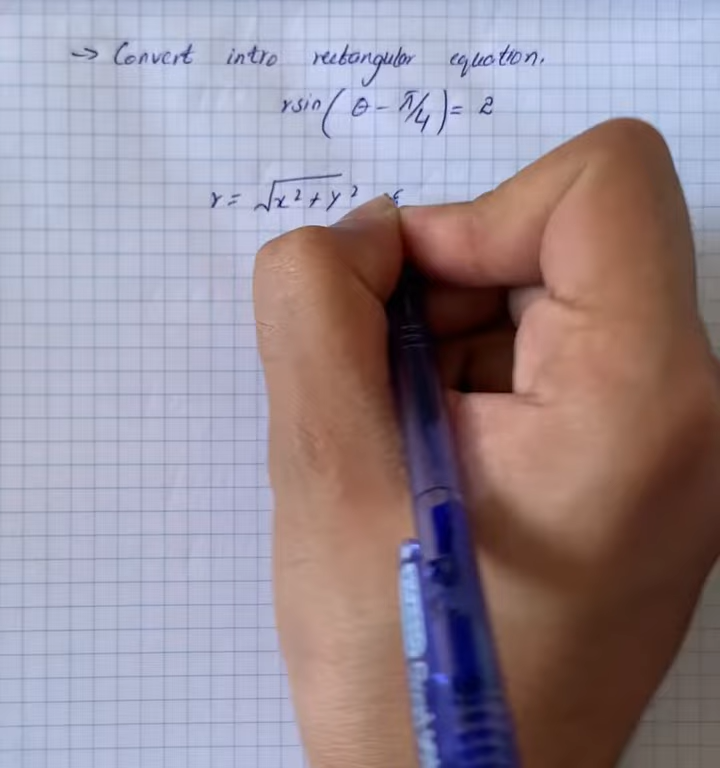 → Convert intro rectangular equation.
rsin(θ - π/4) = 2
r = √x² + y²